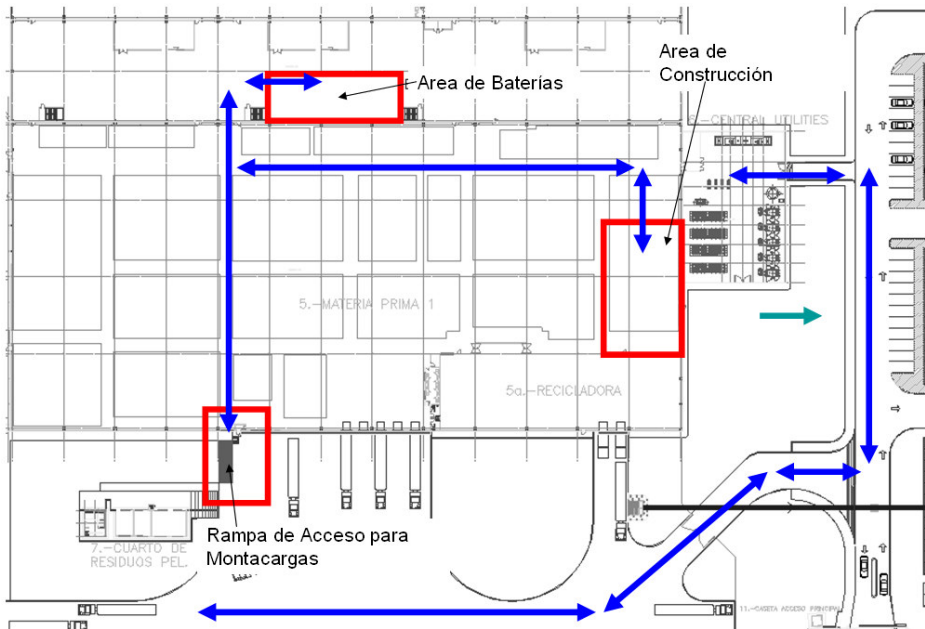 Area de
Construcción
Area de Baterías
6.-CENTRAL UTILITIES
5.-MATERIA PRIMA 1
5a.-RECICLADORA
Rampa de Acceso para
Montacargas
7.-CUARTO DE
RESIDUOS PEL.
11.-CASETA ACCESO PRINCIPAL